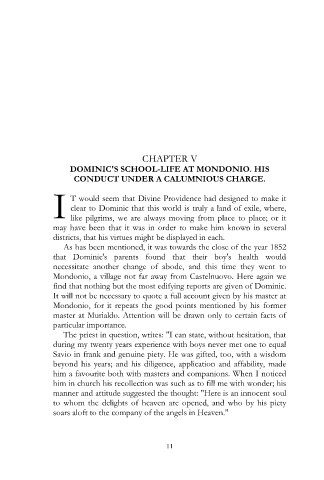 CHAPTER V
DOMINIC'S SCHOOL-LIFE AT MONDONIO. HIS
CONDUCT UNDER A CALUMNIOUS CHARGE.
IT would seem that Divine Providence had designed to make it
clear to Dominic that this world is truly a land of exile, where,
like pilgrims, we are always moving from place to place; or it
may have been that it was in order to make him known in several
districts, that his virtues might be displayed in each.
As has been mentioned, it was towards the close of the year 1852
that Dominic's parents found that their boy's health would
necessitate another change of abode, and this time they went to
Mondonio, a village not far away from Castelnuovo. Here again we
find that nothing but the most edifying reports are given of Dominic.
It will not be necessary to quote a full account given by his master at
Mondonio, for it repeats the good points mentioned by his former
master at Murialdo. Attention will be drawn only to certain facts of
particular importance.
The priest in question, writes: "I can state, without hesitation, that
during my twenty years experience with boys never met one to equal
Savio in frank and genuine piety. He was gifted, too, with a wisdom
beyond his years; and his diligence, application and affability, made
him a favourite both with masters and companions. When I noticed
him in church his recollection was such as to fill me with wonder; his
manner and attitude suggested the thought: "Here is an innocent soul
to whom the delights of heaven are opened, and who by his piety
soars aloft to the company of the angels in Heaven."
11